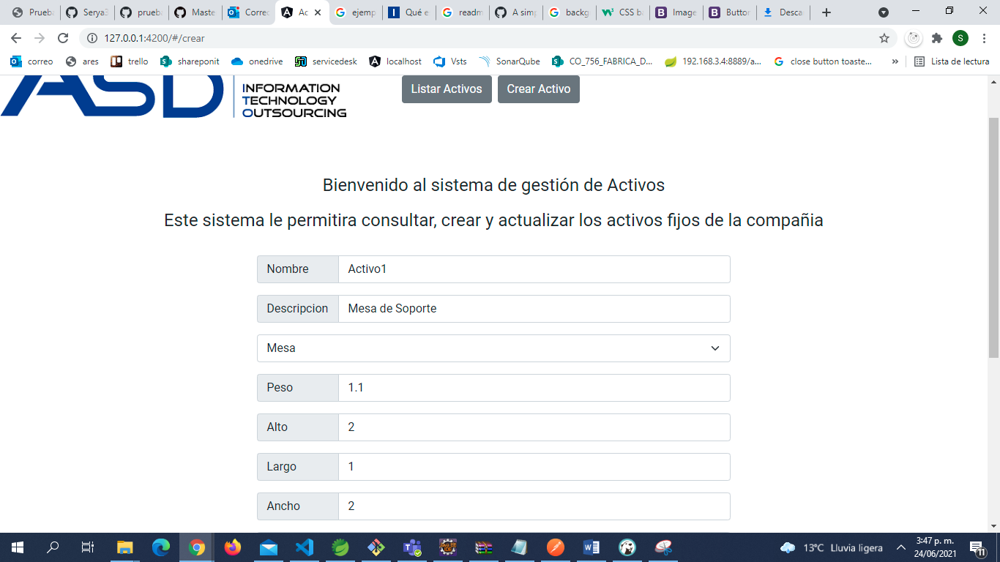 Prueba
Serya3
prueba
Maste
Correo
Ac
ejemp
Qué e
readm
A simp
backg
CSS ba
Image
Button
Desca
127.0.0.1:4200/#/crear
S
correo
ares
trello
shareponit
onedrive
servicedesk
localhost
Vsts
SonarQube
CO_756_FABRICA_D...
192.168.3.4:8889/a...
close button toaste...
»
Lista de lectura
ASD
INFORMATION
TECHNOLOGY
OUTSOURCING
Listar Activos
Crear Activo
Bienvenido al sistema de gestión de Activos
Este sistema le permitira consultar, crear y actualizar los activos fijos de la compañia
Nombre Activo1
Descripcion Mesa de Soporte
Mesa
Peso 1.1
Alto 2
Largo 1
Ancho 2
13°C Lluvia ligera
3:47 p. m.
24/06/2021
11